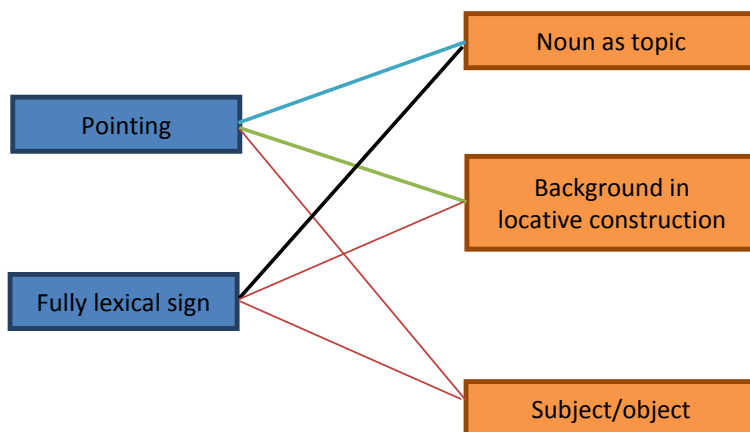 Noun as topic
Pointing
Background in
locative construction
Fully lexical sign
Subject/object